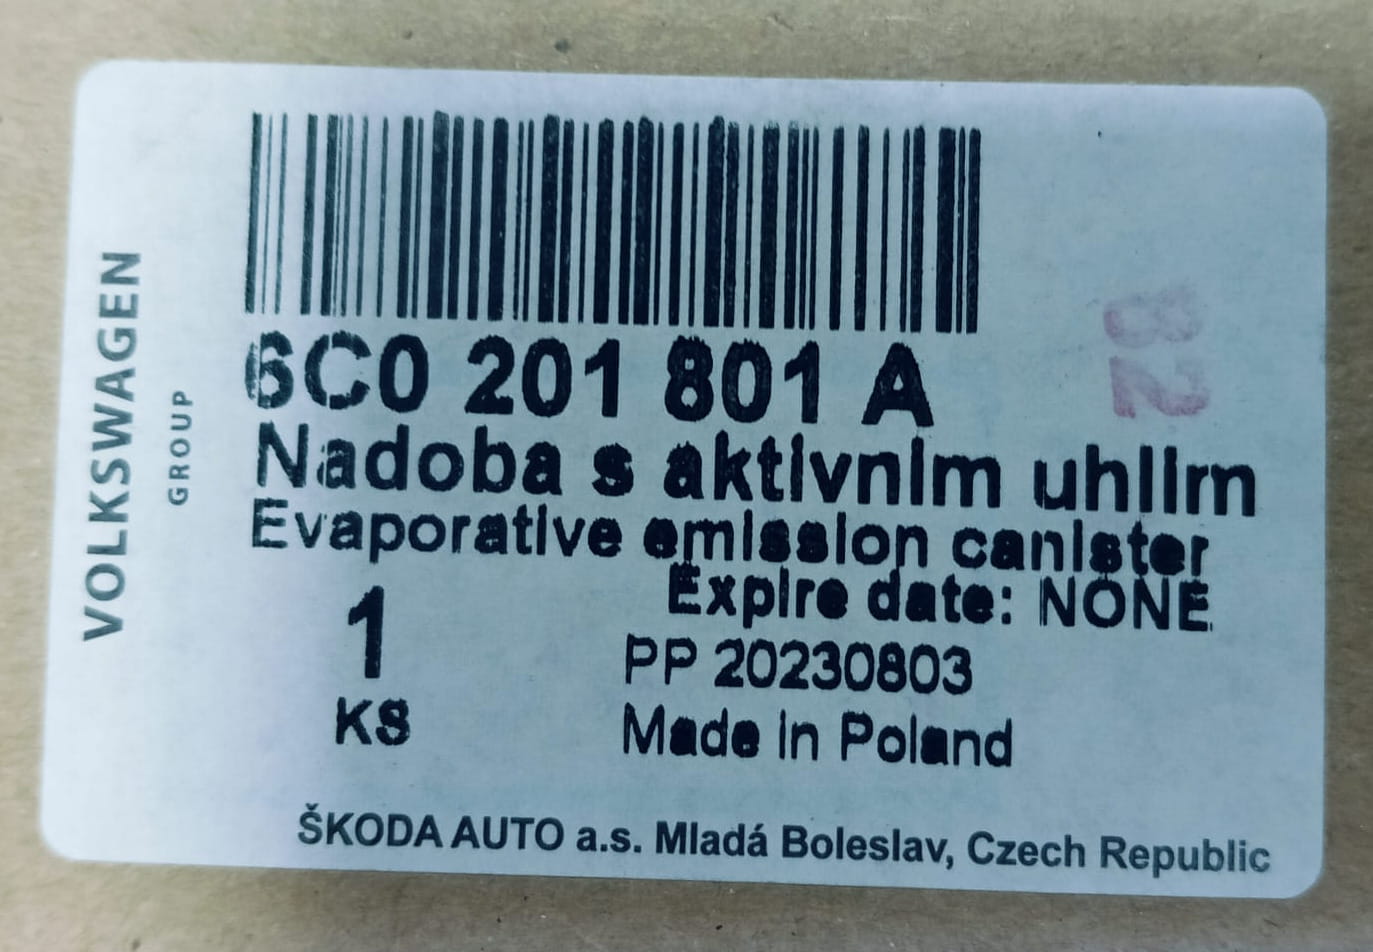 VOLKSWAGEN
GROUP
6C0 201 801 A
Nadoba s aktivnim uhlim
Evaporative emission canister
Expire date: NONE
1
KS
PP 20230803
Made in Poland
ŠKODA AUTO a.s. Mladá Boleslav, Czech Republic
82